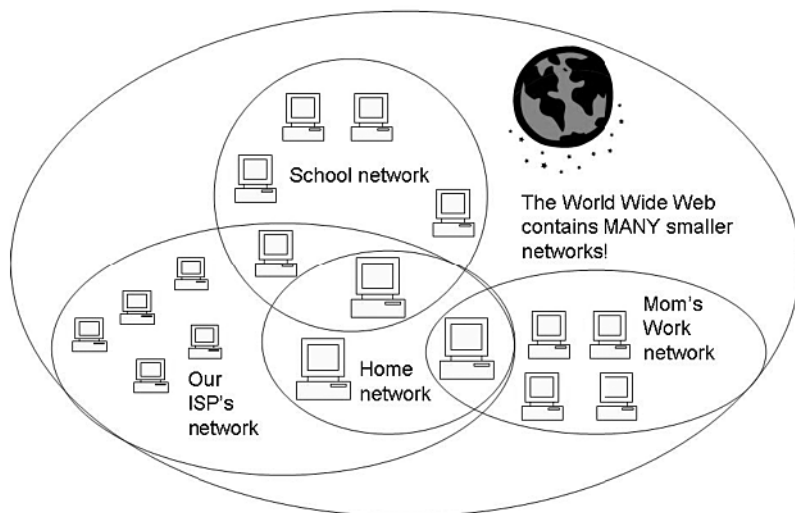 School network
The World Wide Web
contains MANY smaller
networks!
Mom's
Work
network
Our
ISP's
network
Home
network